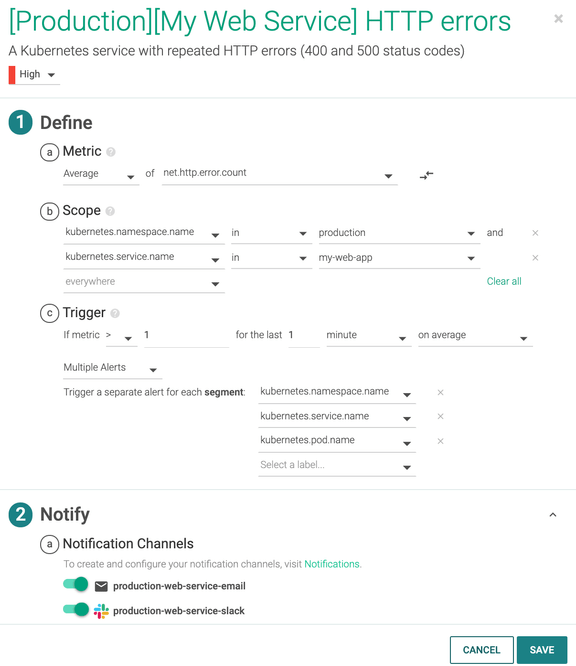 [Production][My Web Service] HTTP errors ×
A Kubernetes service with repeated HTTP errors (400 and 500 status codes)
High
1 Define
a Metric ?
Average of net.http.error.count
b Scope ?
kubernetes.namespace.name in production and ×
kubernetes.service.name in my-web-app ×
everywhere Clear all
c Trigger ?
If metric > 1 for the last 1 minute on average
Multiple Alerts
Trigger a separate alert for each segment: kubernetes.namespace.name ×
kubernetes.service.name ×
kubernetes.pod.name ×
Select a label...
2 Notify
a Notification Channels
To create and configure your notification channels, visit Notifications.
production-web-service-email
production-web-service-slack
CANCEL SAVE